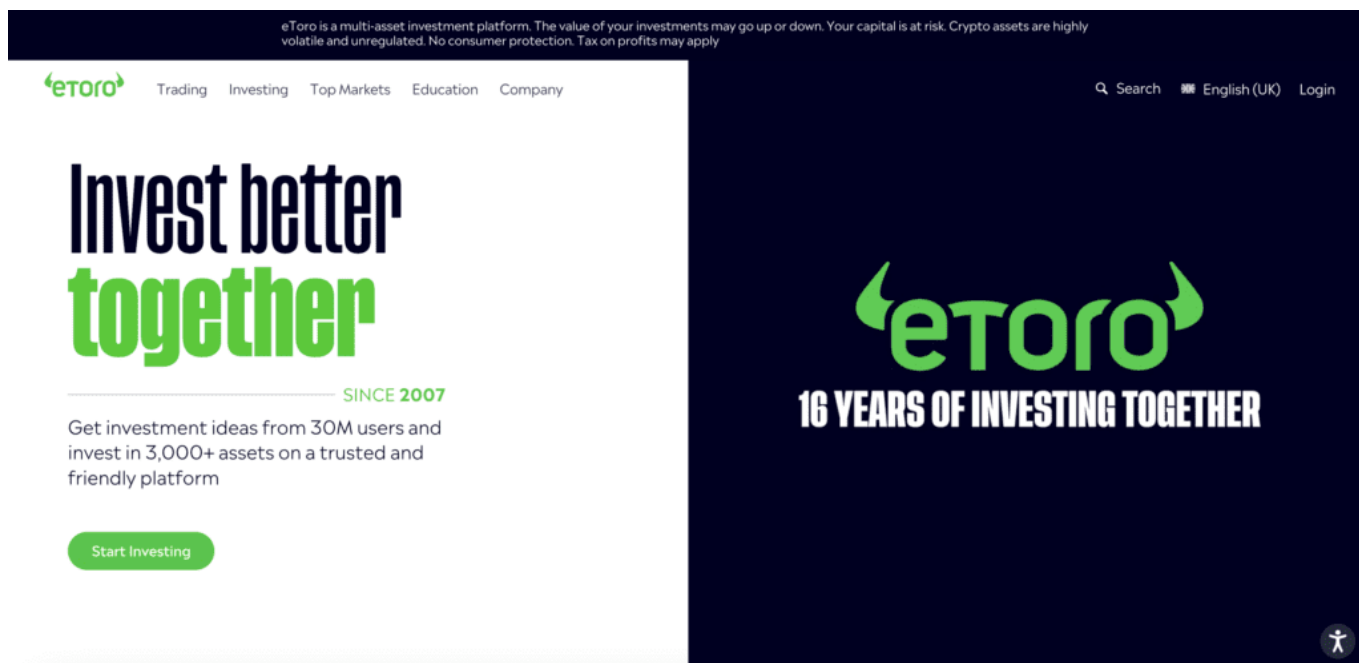 eToro is a multi-asset investment platform. The value of your investments may go up or down. Your capital is at risk. Crypto assets are highly
volatile and unregulated. No consumer protection. Tax on profits may apply
eToro Trading Investing Top Markets Education Company Search English (UK) Login
Invest better
together
SINCE 2007
Get investment ideas from 30M users and
invest in 3,000+ assets on a trusted and
friendly platform
Start Investing
eToro
16 YEARS OF INVESTING TOGETHER